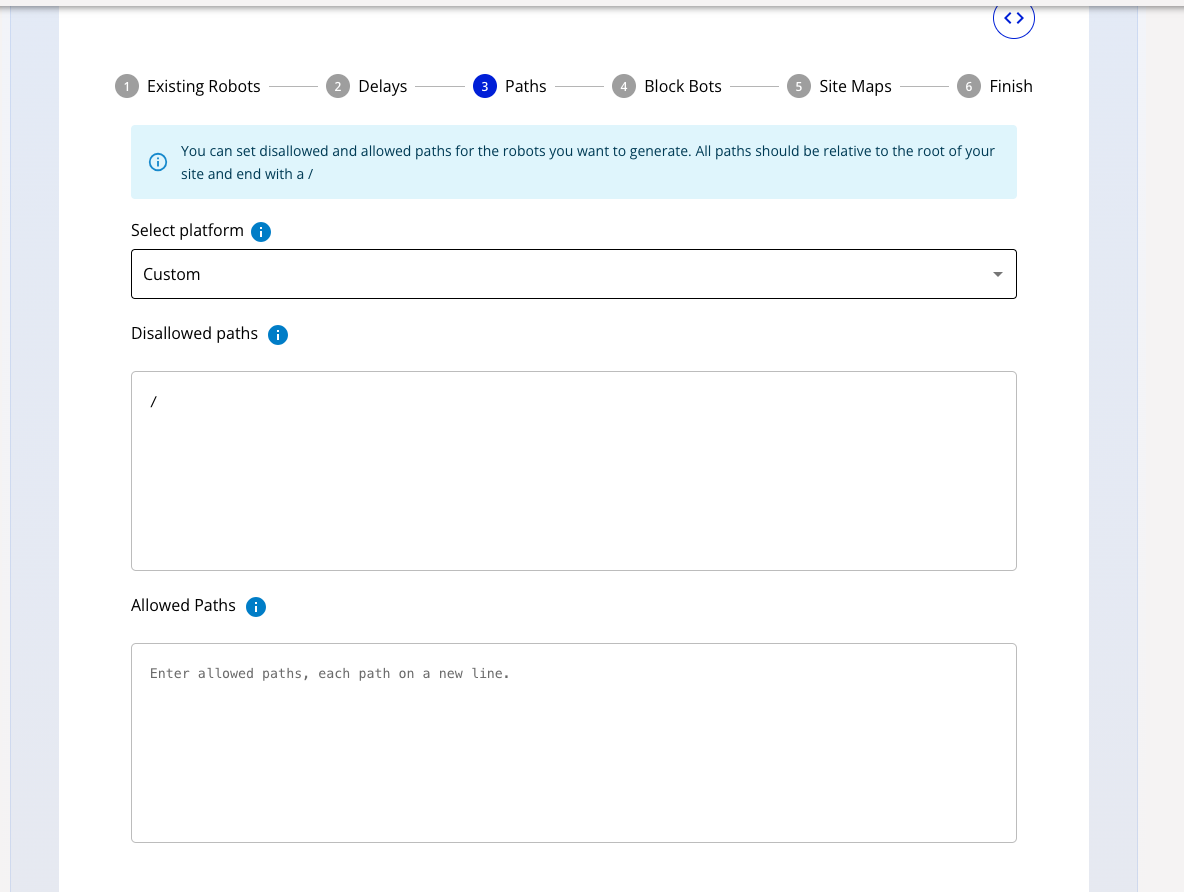 <>
1 Existing Robots 2 Delays 3 Paths 4 Block Bots 5 Site Maps 6 Finish
You can set disallowed and allowed paths for the robots you want to generate. All paths should be relative to the root of your
site and end with a /
Select platform i
Custom
Disallowed paths i
/
Allowed Paths i
Enter allowed paths, each path on a new line.